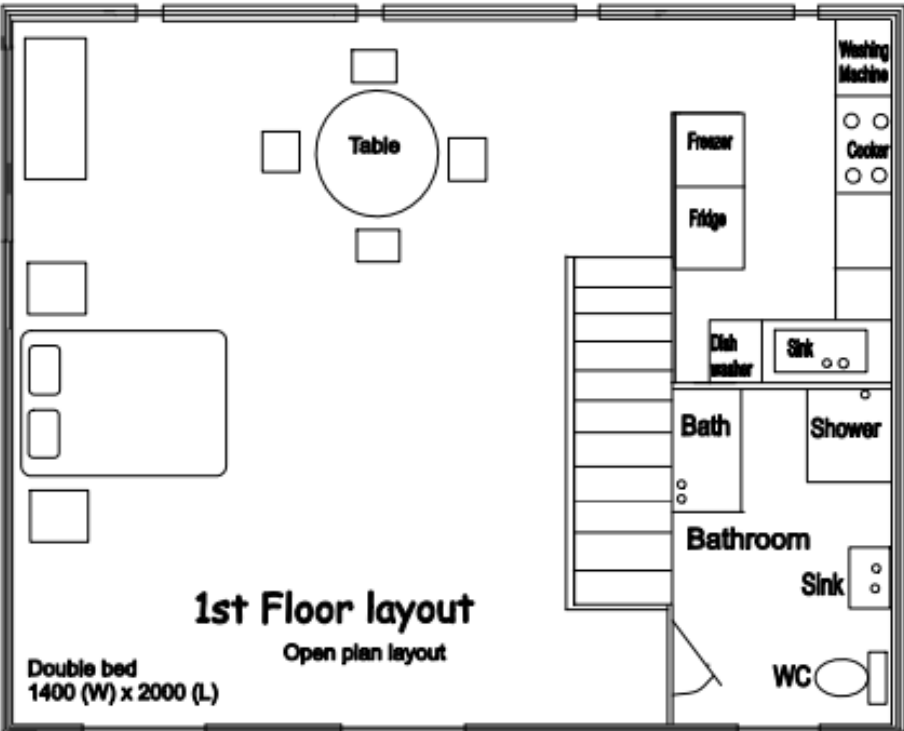 Washing
Machine
Table
Freezer
Cooker
Fridge
Dish
washer
Sink
Bath
Shower
Bathroom
Sink
1st Floor layout
Open plan layout
Double bed
1400 (W) x 2000 (L)
WC